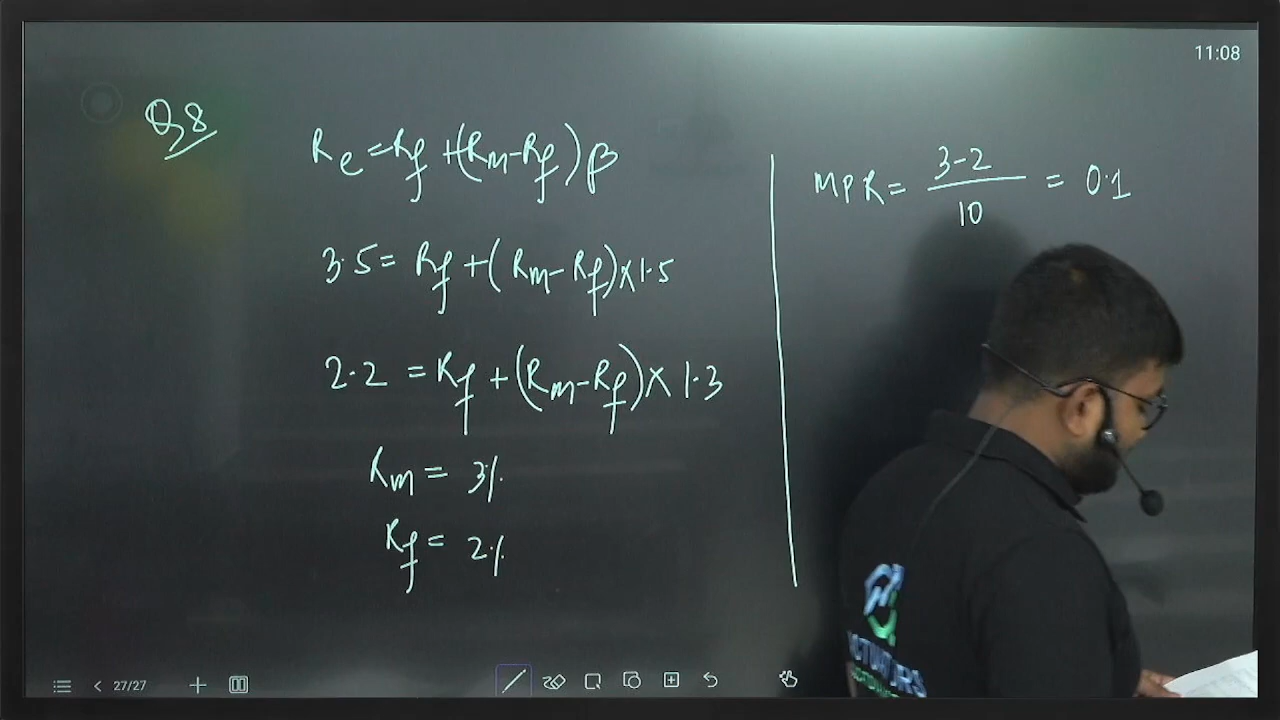 11:08
Q8
Re = Rf + (Rm - Rf) β
3.5 = Rf + (Rm - Rf) x 1.5
2.2 = Rf + (Rm - Rf) x 1.3
Rm = 3%
Rf = 2%
MPR = 3-2 / 10 = 0.1
27/27